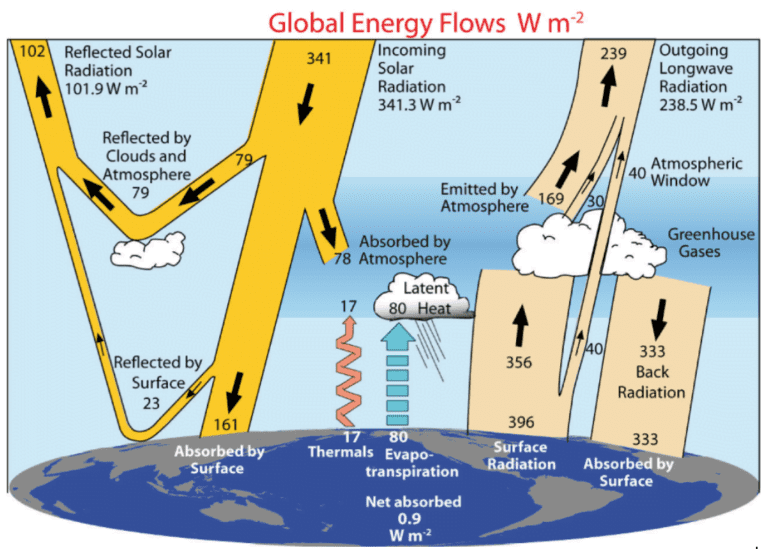 Global Energy Flows W m-2
102
Reflected Solar
Radiation
101.9 W m-2
341
Incoming
Solar
Radiation
341.3 W m-2
239
Outgoing
Longwave
Radiation
238.5 W m-2
Reflected by
Clouds and
Atmosphere
79
79
Emitted by
Atmosphere
169
30
40
Atmospheric
Window
Greenhouse
Gases
78
Absorbed by
Atmosphere
Latent
80 Heat
17
356
40
333
Back
Radiation
Reflected by
Surface
23
161
396
333
Absorbed by
Surface
17
Thermals
80
Evapo-
transpiration
Surface
Radiation
Absorbed by
Surface
Net absorbed
0.9
W m-2